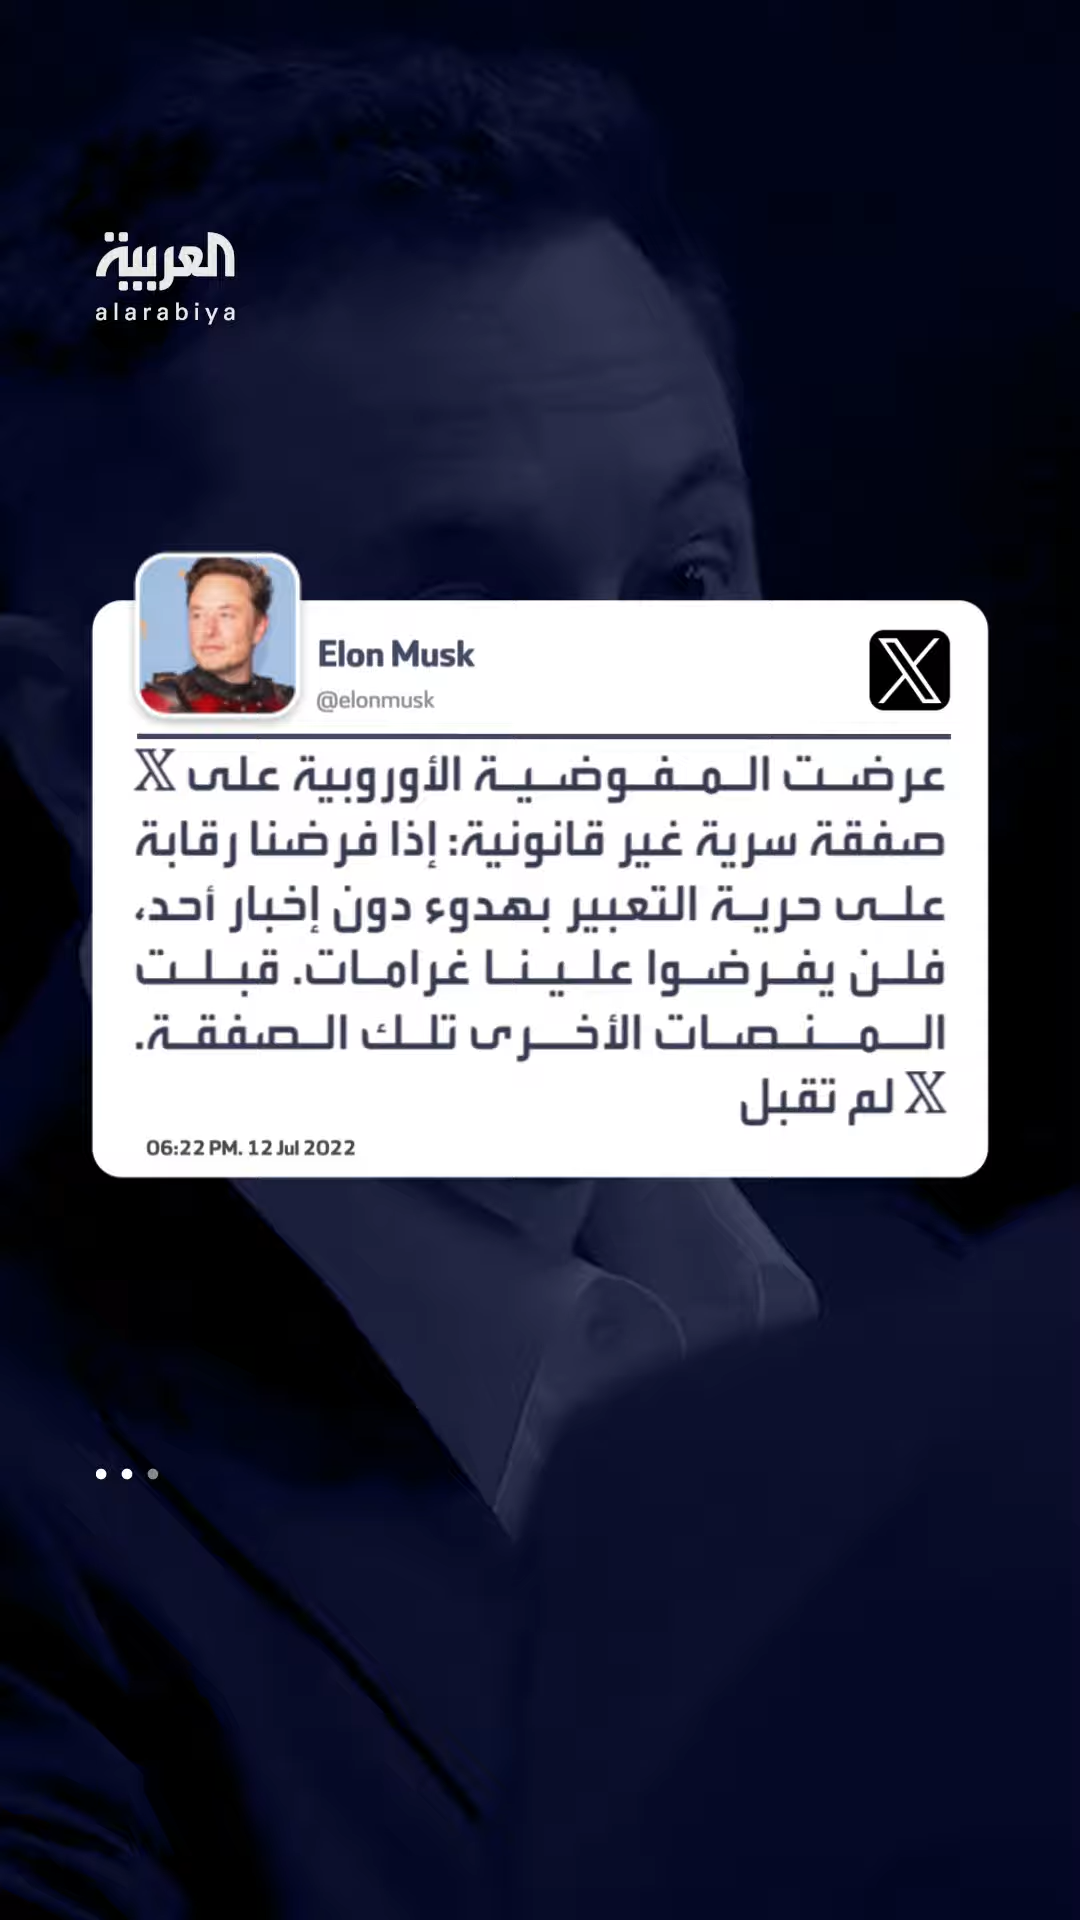 العربية
alarabiya
Elon Musk
@elonmusk
عرضت المفوضية الأوروبية على X
صفقة سرية غير قانونية: إذا فرضنا رقابة
على حرية التعبير بهدوء دون إخبار أحد،
فلن يفرضوا علينا غرامات. قبلت
المنصات الأخرى تلك الصفقة.
X لم تقبل
06:22 PM. 12 Jul 2022